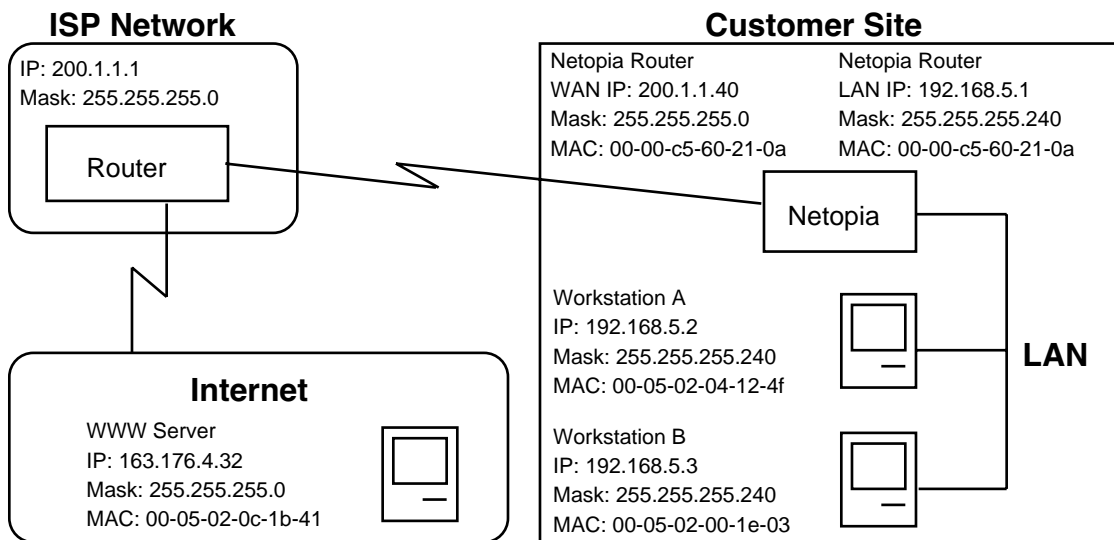 ISP Network
IP: 200.1.1.1
Mask: 255.255.255.0
Router
Customer Site
Netopia Router
WAN IP: 200.1.1.40
Mask: 255.255.255.0
MAC: 00-00-c5-60-21-0a
Netopia Router
LAN IP: 192.168.5.1
Mask: 255.255.255.240
MAC: 00-00-c5-60-21-0a
Netopia
Workstation A
IP: 192.168.5.2
Mask: 255.255.255.240
MAC: 00-05-02-04-12-4f
LAN
Workstation B
IP: 192.168.5.3
Mask: 255.255.255.240
MAC: 00-05-02-00-1e-03
Internet
WWW Server
IP: 163.176.4.32
Mask: 255.255.255.0
MAC: 00-05-02-0c-1b-41